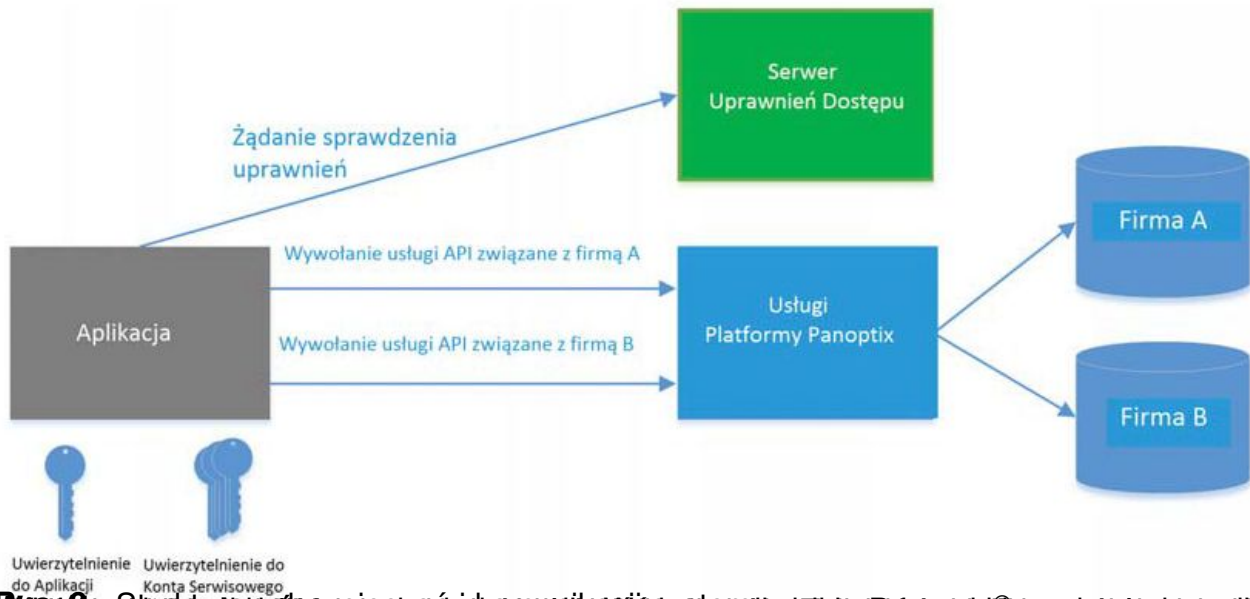 Serwer
Uprawnień Dostępu
Żądanie sprawdzenia
uprawnień
Firma A
Wywołanie usługi API związane z firmą A
Aplikacja
Usługi
Platformy Panoptix
Wywołanie usługi API związane z firmą B
Firma B
Uwierzytelnienie
do Aplikacji
Uwierzytelnienie do
Konta Serwisowego